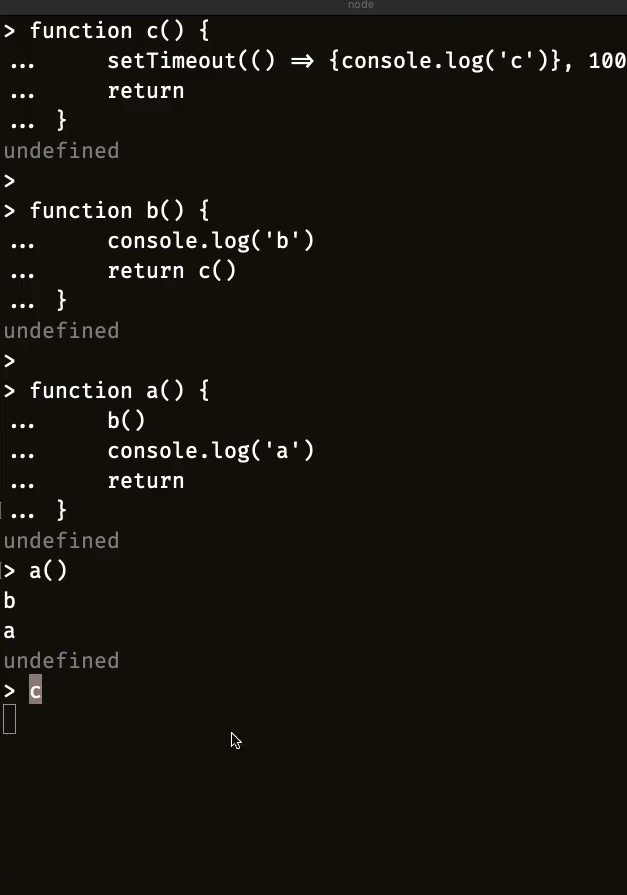 node
> function c() {
...     setTimeout(() => {console.log('c')}, 100
...     return
... }
undefined
>
> function b() {
...     console.log('b')
...     return c()
... }
undefined
>
> function a() {
...     b()
...     console.log('a')
...     return
... }
undefined
> a()
b
a
undefined
> c